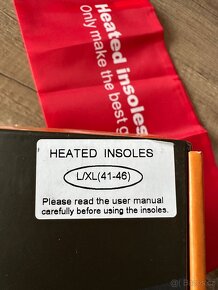 Heated insoles
Only make the best g
HEATED INSOLES
L/XL(41-46)
Please read the user manual
carefully before using the insoles.